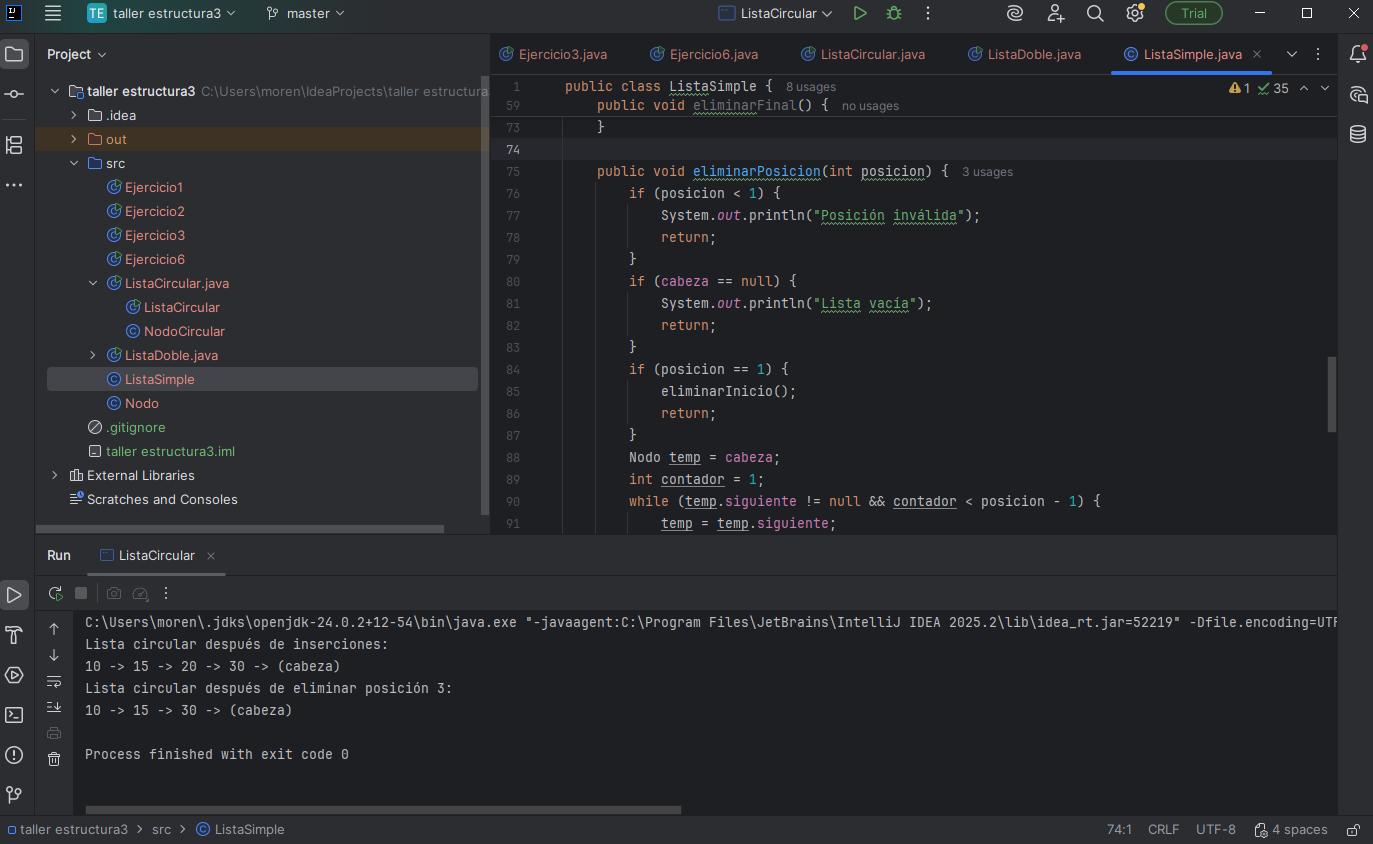 TE taller estructura3 master ListaCircular Trial
Project
taller estructura3 C:\Users\moren\IdeaProjects\taller estructura
.idea
out
src
Ejercicio1
Ejercicio2
Ejercicio3
Ejercicio6
ListaCircular.java
ListaCircular
NodoCircular
ListaDoble.java
ListaSimple
Nodo
.gitignore
taller estructura3.iml
External Libraries
Scratches and Consoles
Ejercicio3.java Ejercicio6.java ListaCircular.java ListaDoble.java ListaSimple.java
1 public class ListaSimple { 8 usages 1 35
59 public void eliminarFinal() { no usages
73 }
74
75 public void eliminarPosicion(int posicion) { 3 usages
76 if (posicion < 1) {
77 System.out.println("Posición inválida");
78 return;
79 }
80 if (cabeza == null) {
81 System.out.println("Lista vacía");
82 return;
83 }
84 if (posicion == 1) {
85 eliminarInicio();
86 return;
87 }
88 Nodo temp = cabeza;
89 int contador = 1;
90 while (temp.siguiente != null && contador < posicion - 1) {
91 temp = temp.siguiente;
Run ListaCircular
C:\Users\moren\.jdks\openjdk-24.0.2+12-54\bin\java.exe "-javaagent:C:\Program Files\JetBrains\IntelliJ IDEA 2025.2\lib\idea_rt.jar=52219" -Dfile.encoding=UTF
Lista circular después de inserciones:
10 -> 15 -> 20 -> 30 -> (cabeza)
Lista circular después de eliminar posición 3:
10 -> 15 -> 30 -> (cabeza)
Process finished with exit code 0
taller estructura3 > src > ListaSimple 74:1 CRLF UTF-8 4 spaces